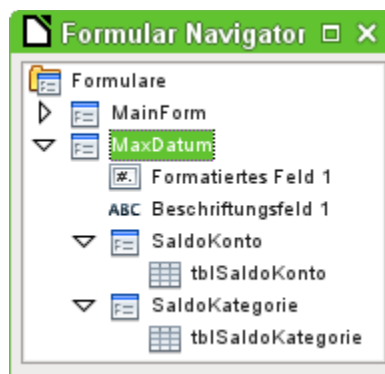 Formular Navigator
Formulare
MainForm
MaxDatum
#. Formatiertes Feld 1
ABC Beschriftungsfeld 1
SaldoKonto
tblSaldoKonto
SaldoKategorie
tblSaldoKategorie